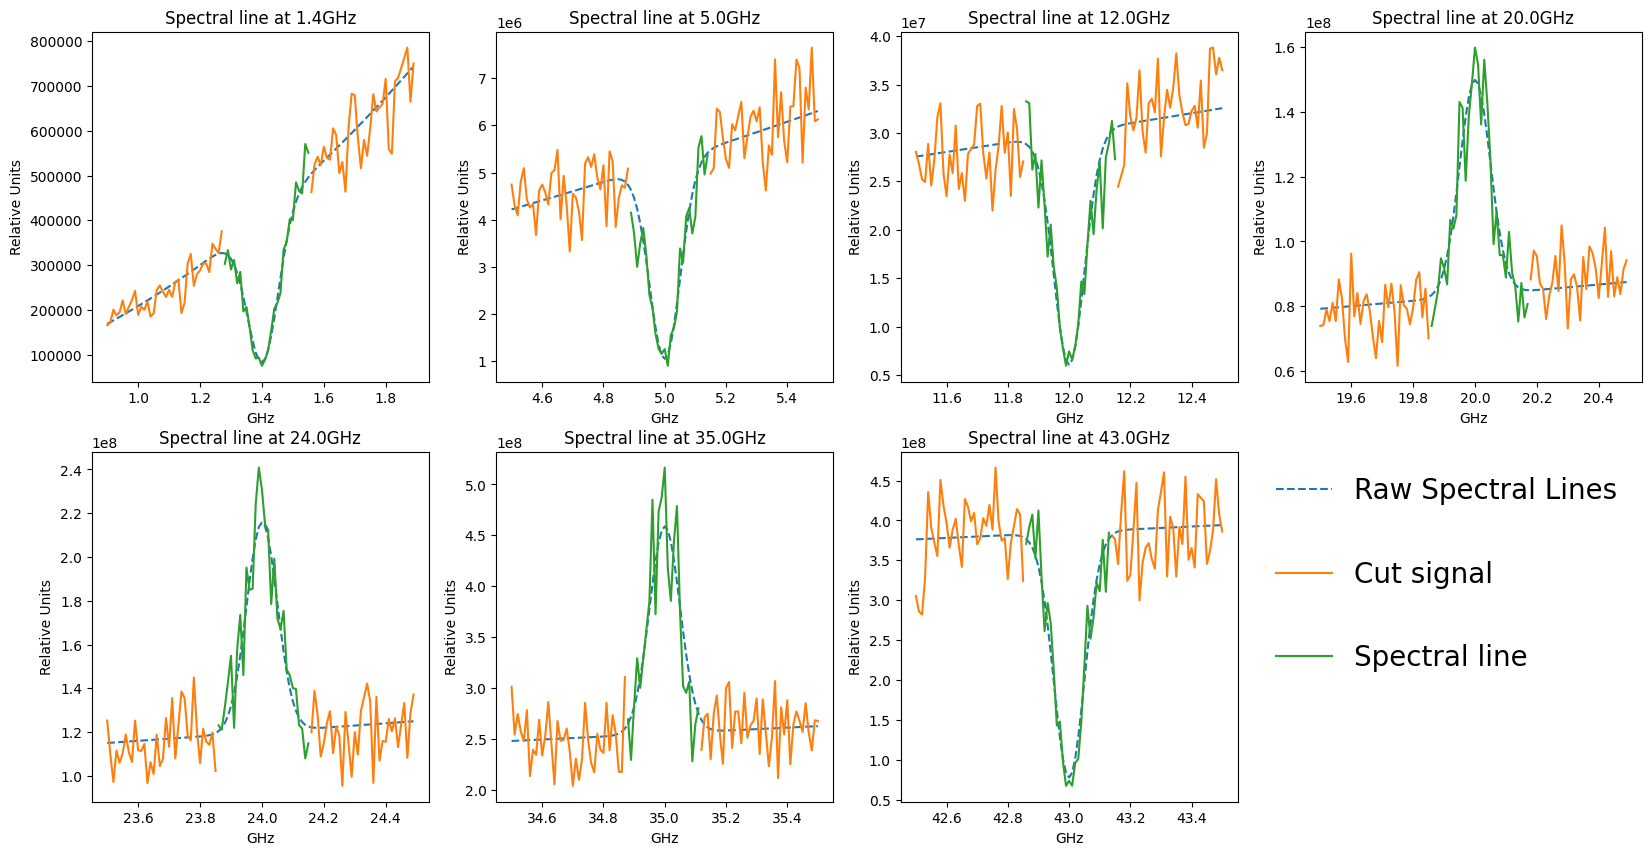 Spectral line at 1.4GHz
800000
700000
600000
500000
400000
300000
200000
100000
Relative Units
1.0 1.2 1.4 1.6 1.8
GHz
Spectral line at 5.0GHz
1e6
7
6
5
4
3
2
1
Relative Units
4.6 4.8 5.0 5.2 5.4
GHz
Spectral line at 12.0GHz
1e7
4.0
3.5
3.0
2.5
2.0
1.5
1.0
0.5
Relative Units
11.6 11.8 12.0 12.2 12.4
GHz
Spectral line at 20.0GHz
1e8
1.6
1.4
1.2
1.0
0.8
0.6
Relative Units
19.6 19.8 20.0 20.2 20.4
GHz
Spectral line at 24.0GHz
1e8
2.4
2.2
2.0
1.8
1.6
1.4
1.2
1.0
Relative Units
23.6 23.8 24.0 24.2 24.4
GHz
Spectral line at 35.0GHz
1e8
5.0
4.5
4.0
3.5
3.0
2.5
2.0
Relative Units
34.6 34.8 35.0 35.2 35.4
GHz
Spectral line at 43.0GHz
1e8
4.5
4.0
3.5
3.0
2.5
2.0
1.5
1.0
0.5
Relative Units
42.6 42.8 43.0 43.2 43.4
GHz
Raw Spectral Lines
Cut signal
Spectral line